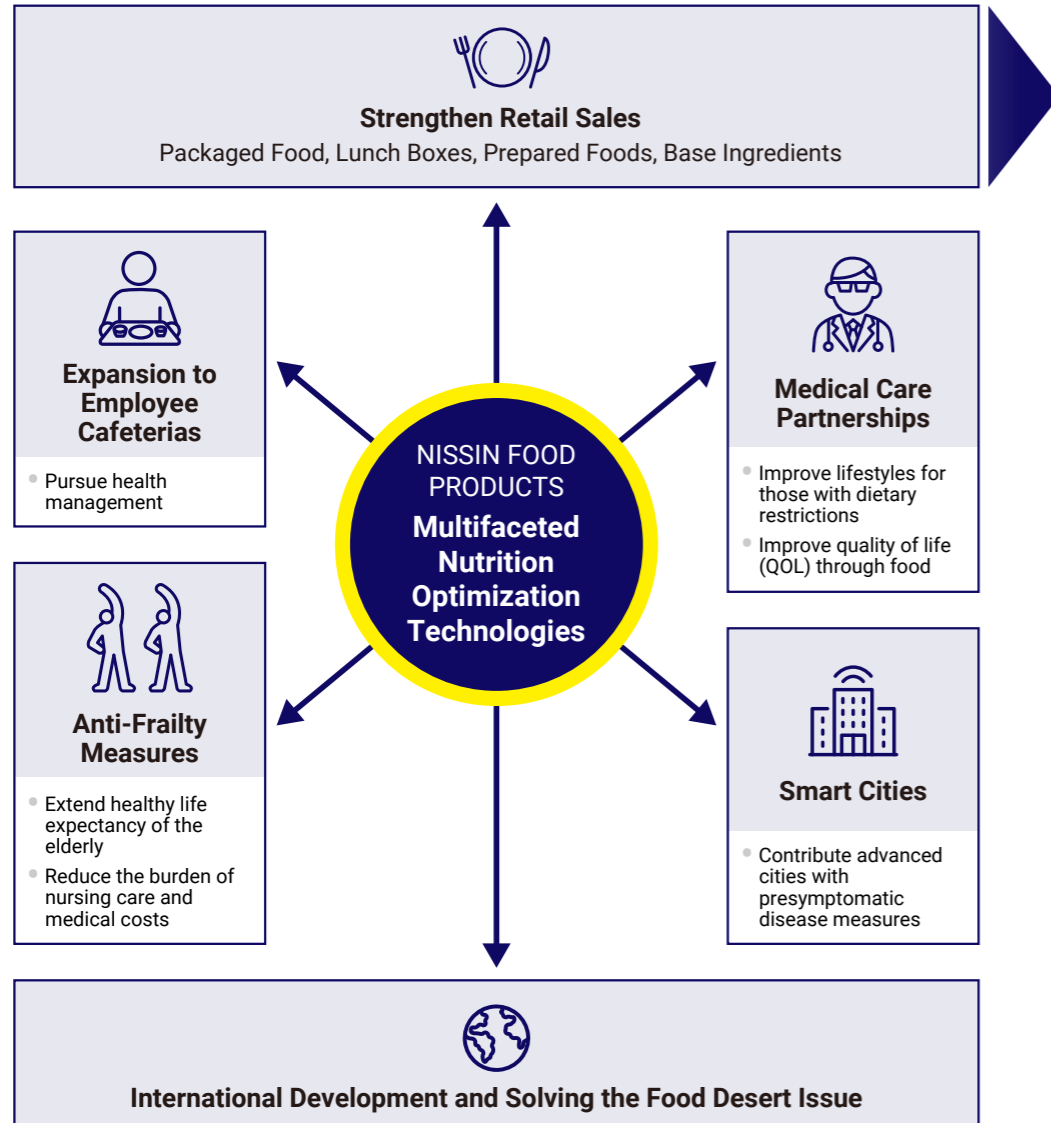 Strengthen Retail Sales
Packaged Food, Lunch Boxes, Prepared Foods, Base Ingredients
Expansion to
Employee
Cafeterias
• Pursue health
management
Medical Care
Partnerships
• Improve lifestyles for
those with dietary
restrictions
• Improve quality of life
(QOL) through food
NISSIN FOOD
PRODUCTS
Multifaceted
Nutrition
Optimization
Technologies
Anti-Frailty
Measures
• Extend healthy life
expectancy of the
elderly
• Reduce the burden of
nursing care and
medical costs
Smart Cities
• Contribute advanced
cities with
presymptomatic
disease measures
International Development and Solving the Food Desert Issue